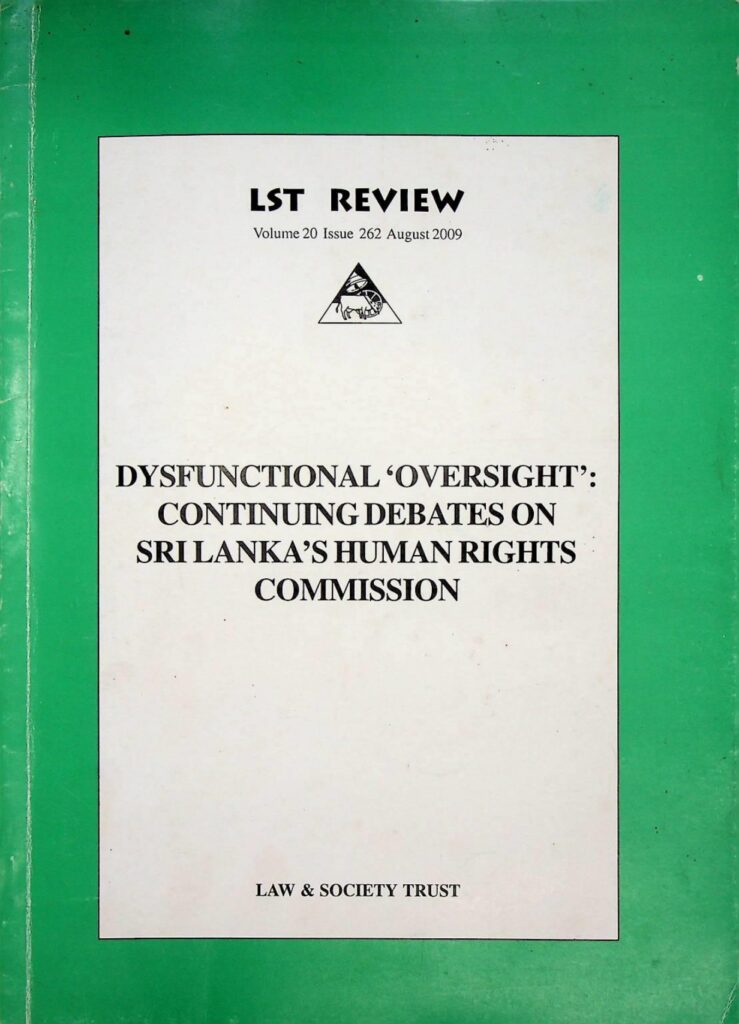 LST REVIEW
Volume 20 Issue 262 August 2009
DYSFUNCTIONAL ‘OVERSIGHT’:
CONTINUING DEBATES ON
SRI LANKA’S HUMAN RIGHTS
COMMISSION
LAW & SOCIETY TRUST